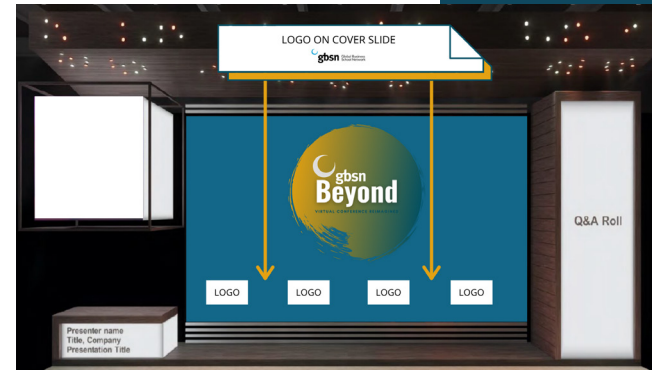 LOGO ON COVER SLIDE
gbsn Global Business
School Network
gbsn
Beyond
VIRTUAL CONFERENCE REIMAGINED
Q&A Roll
LOGO LOGO LOGO LOGO
Presenter name
Title, Company
Presentation Title